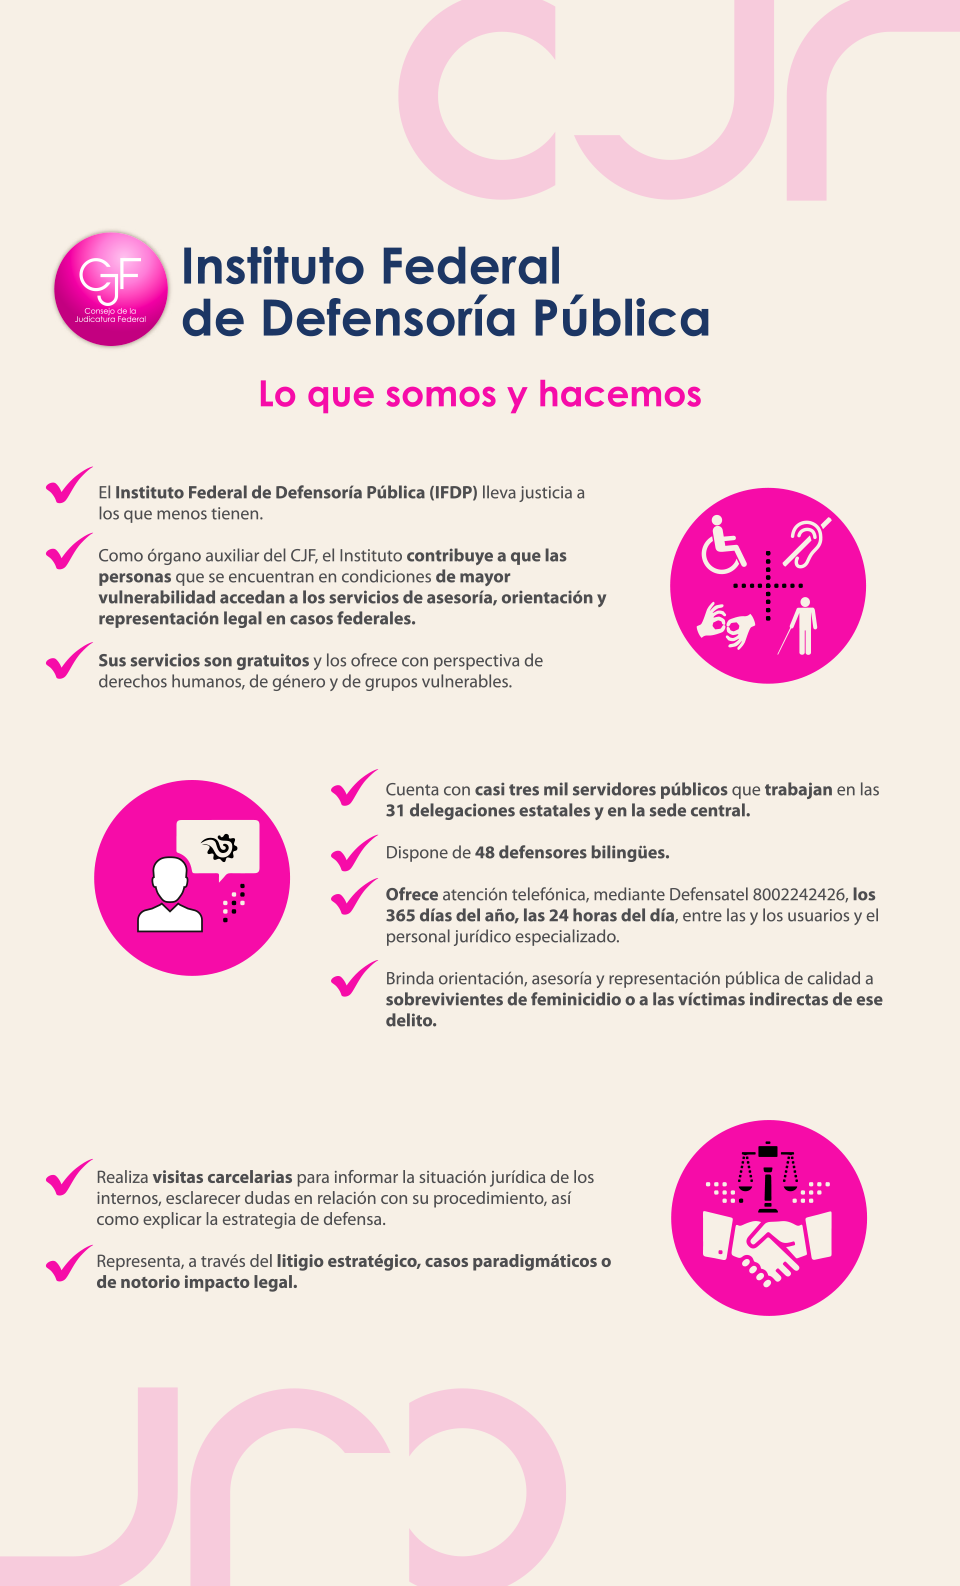 CJF
Consejo de la
Judicatura Federal
Instituto Federal
de Defensoría Pública
Lo que somos y hacemos
El Instituto Federal de Defensoría Pública (IFDP) lleva justicia a
los que menos tienen.
Como órgano auxiliar del CJF, el Instituto contribuye a que las
personas que se encuentran en condiciones de mayor
vulnerabilidad accedan a los servicios de asesoría, orientación y
representación legal en casos federales.
Sus servicios son gratuitos y los ofrece con perspectiva de
derechos humanos, de género y de grupos vulnerables.
Cuenta con casi tres mil servidores públicos que trabajan en las
31 delegaciones estatales y en la sede central.
Dispone de 48 defensores bilingües.
Ofrece atención telefónica, mediante Defensatel 8002242426, los
365 días del año, las 24 horas del día, entre las y los usuarios y el
personal jurídico especializado.
Brinda orientación, asesoría y representación pública de calidad a
sobrevivientes de feminicidio o a las víctimas indirectas de ese
delito.
Realiza visitas carcelarias para informar la situación jurídica de los
internos, esclarecer dudas en relación con su procedimiento, así
como explicar la estrategia de defensa.
Representa, a través del litigio estratégico, casos paradigmáticos o
de notorio impacto legal.